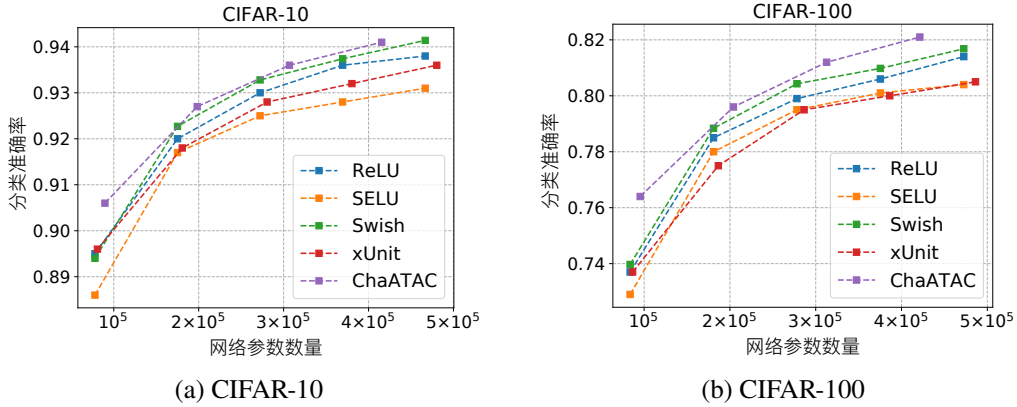 CIFAR-10
分类准确率
0.94
0.93
0.92
0.91
0.90
0.89
ReLU
SELU
Swish
xUnit
ChaATAC
10⁵ 2×10⁵ 3×10⁵ 4×10⁵ 5×10⁵
网络参数数量
(a) CIFAR-10
CIFAR-100
分类准确率
0.82
0.80
0.78
0.76
0.74
ReLU
SELU
Swish
xUnit
ChaATAC
10⁵ 2×10⁵ 3×10⁵ 4×10⁵ 5×10⁵
网络参数数量
(b) CIFAR-100